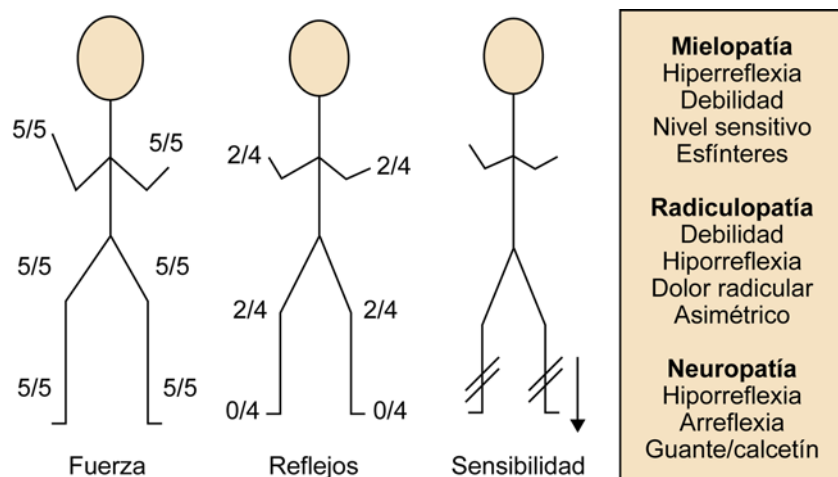 5/5
5/5
5/5
5/5
5/5
5/5
Fuerza
2/4
2/4
2/4
2/4
0/4
0/4
Reflejos
Sensibilidad
Mielopatía
Hiperreflexia
Debilidad
Nivel sensitivo
Esfínteres
Radiculopatía
Debilidad
Hiporreflexia
Dolor radicular
Asimétrico
Neuropatía
Hiporreflexia
Arreflexia
Guante/calcetín